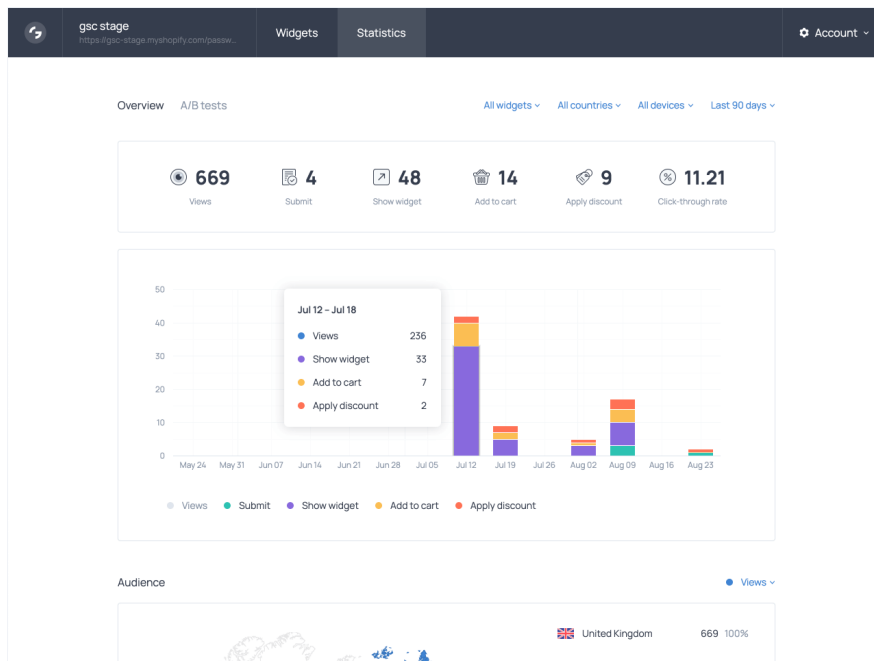 gsc stage
https://gsc-stage.myshopify.com/passw...
Widgets
Statistics
Account
Overview A/B tests
All widgets All countries All devices Last 90 days
669 4 48 14 9 11.21
Views Submit Show widget Add to cart Apply discount Click-through rate
50
40
30
20
10
0
Jul 12 – Jul 18
Views 236
Show widget 33
Add to cart 7
Apply discount 2
May 24 May 31 Jun 07 Jun 14 Jun 21 Jun 28 Jul 05 Jul 12 Jul 19 Jul 26 Aug 02 Aug 09 Aug 16 Aug 23
Views Submit Show widget Add to cart Apply discount
Audience
Views
United Kingdom 669 100%